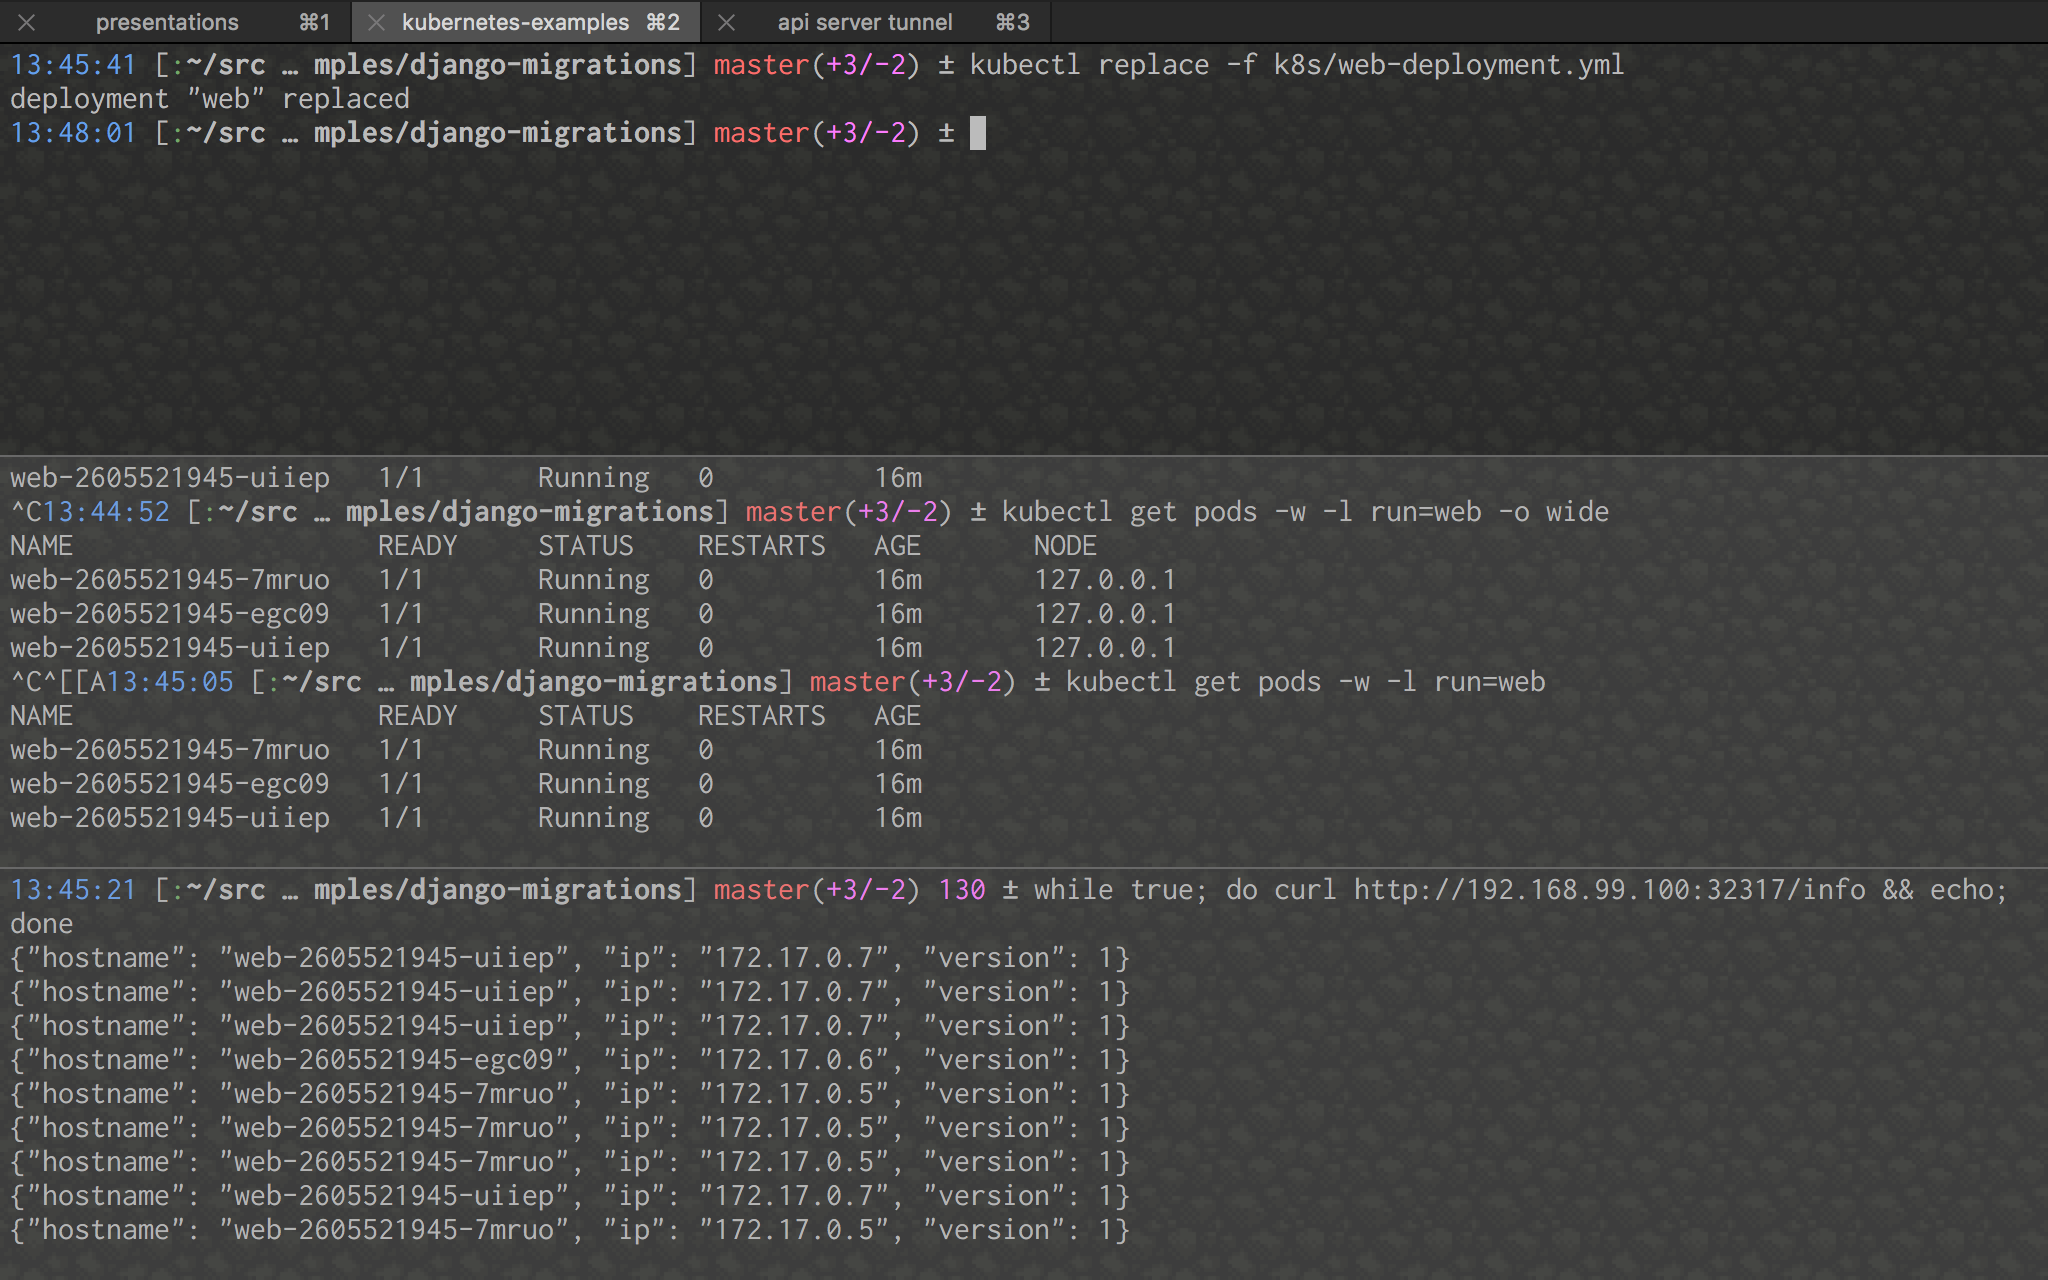 presentations ⌘1 kubernetes-examples ⌘2 api server tunnel ⌘3
13:45:41 [:~/src … mples/django-migrations] master(+3/-2) ± kubectl replace -f k8s/web-deployment.yml
deployment "web" replaced
13:48:01 [:~/src … mples/django-migrations] master(+3/-2) ±
web-2605521945-uiiep 1/1 Running 0 16m
^C13:44:52 [:~/src … mples/django-migrations] master(+3/-2) ± kubectl get pods -w -l run=web -o wide
NAME READY STATUS RESTARTS AGE NODE
web-2605521945-7mruo 1/1 Running 0 16m 127.0.0.1
web-2605521945-egc09 1/1 Running 0 16m 127.0.0.1
web-2605521945-uiiep 1/1 Running 0 16m 127.0.0.1
^C^[[A13:45:05 [:~/src … mples/django-migrations] master(+3/-2) ± kubectl get pods -w -l run=web
NAME READY STATUS RESTARTS AGE
web-2605521945-7mruo 1/1 Running 0 16m
web-2605521945-egc09 1/1 Running 0 16m
web-2605521945-uiiep 1/1 Running 0 16m
13:45:21 [:~/src … mples/django-migrations] master(+3/-2) 130 ± while true; do curl http://192.168.99.100:32317/info && echo;
done
{"hostname": "web-2605521945-uiiep", "ip": "172.17.0.7", "version": 1}
{"hostname": "web-2605521945-uiiep", "ip": "172.17.0.7", "version": 1}
{"hostname": "web-2605521945-uiiep", "ip": "172.17.0.7", "version": 1}
{"hostname": "web-2605521945-egc09", "ip": "172.17.0.6", "version": 1}
{"hostname": "web-2605521945-7mruo", "ip": "172.17.0.5", "version": 1}
{"hostname": "web-2605521945-7mruo", "ip": "172.17.0.5", "version": 1}
{"hostname": "web-2605521945-7mruo", "ip": "172.17.0.5", "version": 1}
{"hostname": "web-2605521945-uiiep", "ip": "172.17.0.7", "version": 1}
{"hostname": "web-2605521945-7mruo", "ip": "172.17.0.5", "version": 1}